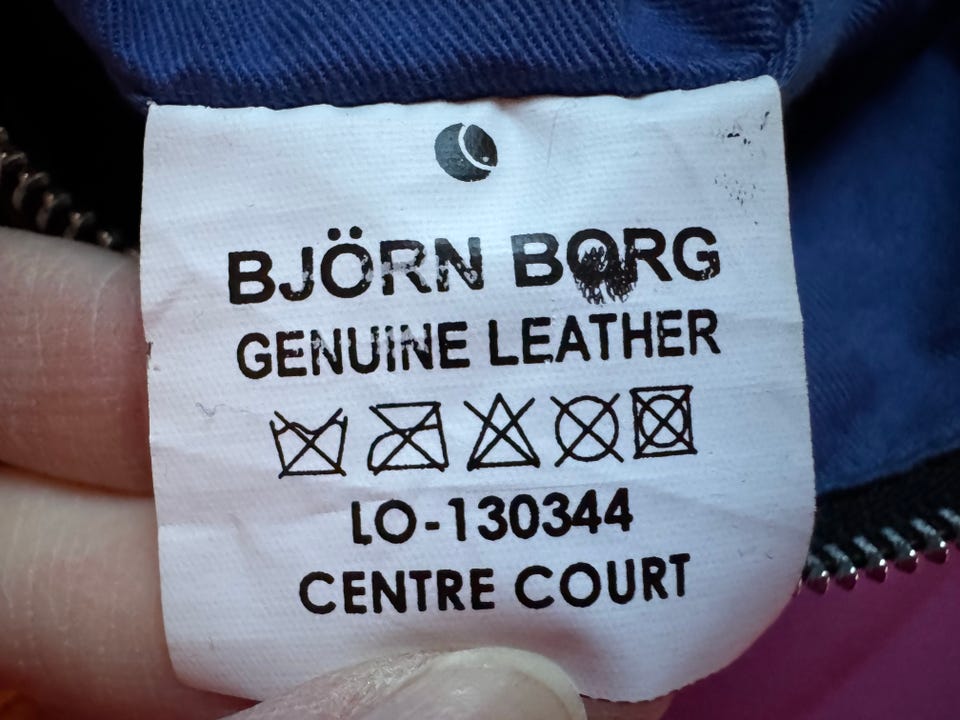 BJÖRN BORG
GENUINE LEATHER
LO-130344
CENTRE COURT